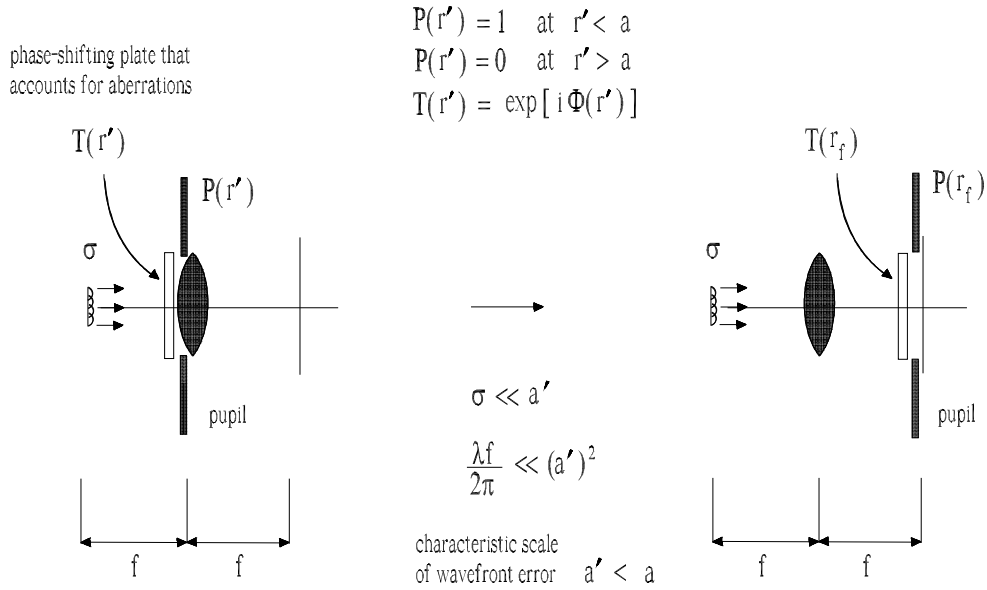 P(r′) = 1 at r′ < a
P(r′) = 0 at r′ > a
T(r′) = exp[ i Φ(r′) ]
phase-shifting plate that
accounts for aberrations
T(r′)
P(r′)
σ
pupil
f
f
σ ≪ a′
λf
2π
≪ (a′)²
characteristic scale
of wavefront error a′ < a
T(r_f)
P(r_f)
σ
pupil
f
f